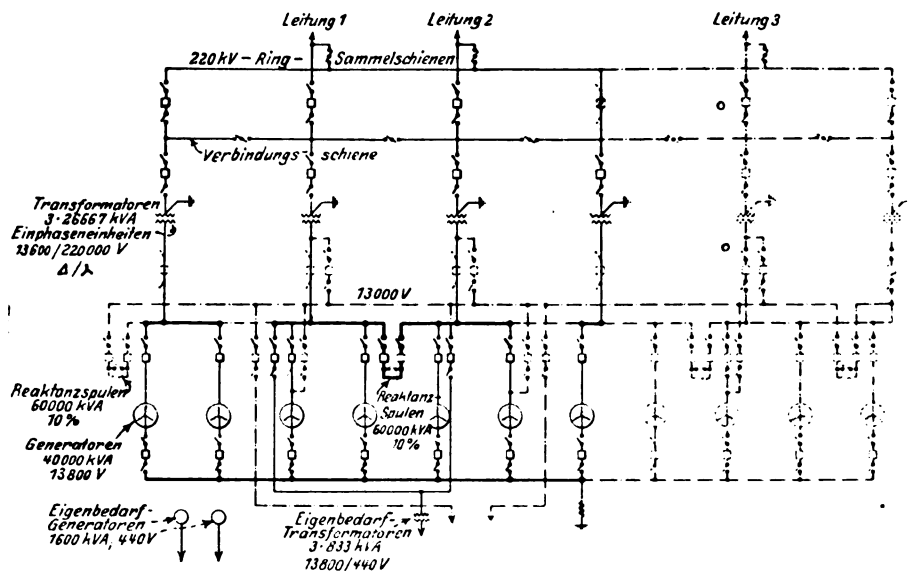 Leitung 1
Leitung 2
Leitung 3
220 kV - Ring - Sammelschienen
Verbindungs - schiene
Transformatoren
3·26667 kVA
Einphaseneinheiten
13600/220000 V
Δ/⅄
13000 V
Reaktanzspulen
60000 kVA
10%
Reaktanz
Spulen
60000 kVA
10%
Generatoren
40000 kVA
13800 V
Eigenbedarf-
Generatoren
1600 kVA, 440V
Eigenbedarf-
Transformatoren
3·833 kVA
13800/440 V